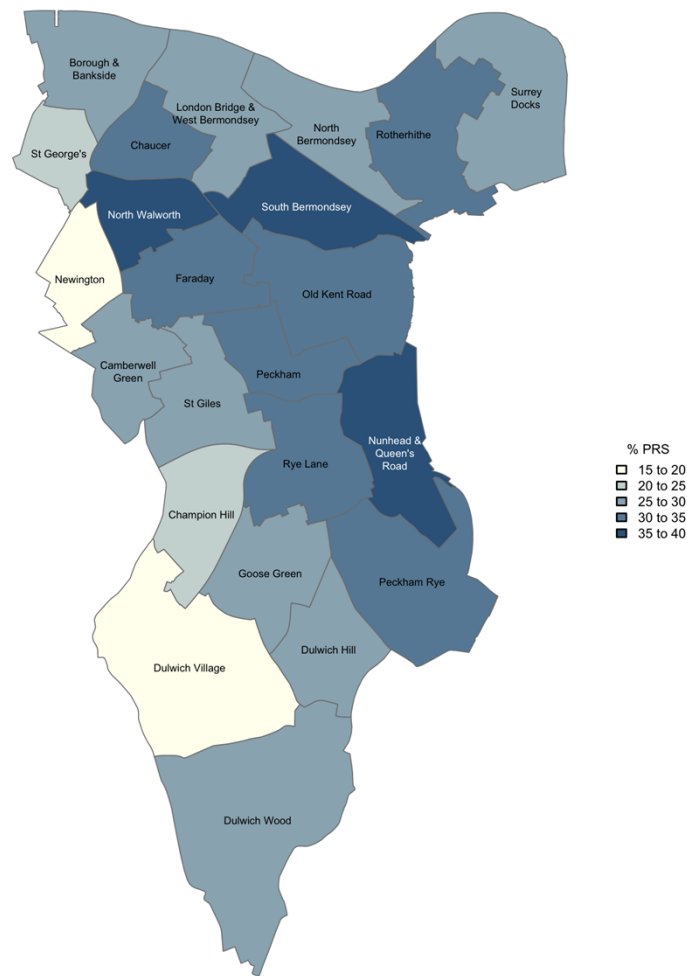 Borough &
Bankside
Surrey
Docks
London Bridge &
West Bermondsey
North
Bermondsey
Rotherhithe
Chaucer
St George's
South Bermondsey
North Walworth
Newington
Faraday
Old Kent Road
Camberwell
Green
Peckham
St Giles
Nunhead &
Queen's
Road
Rye Lane
% PRS
15 to 20
20 to 25
25 to 30
30 to 35
35 to 40
Champion Hill
Goose Green
Peckham Rye
Dulwich Hill
Dulwich Village
Dulwich Wood